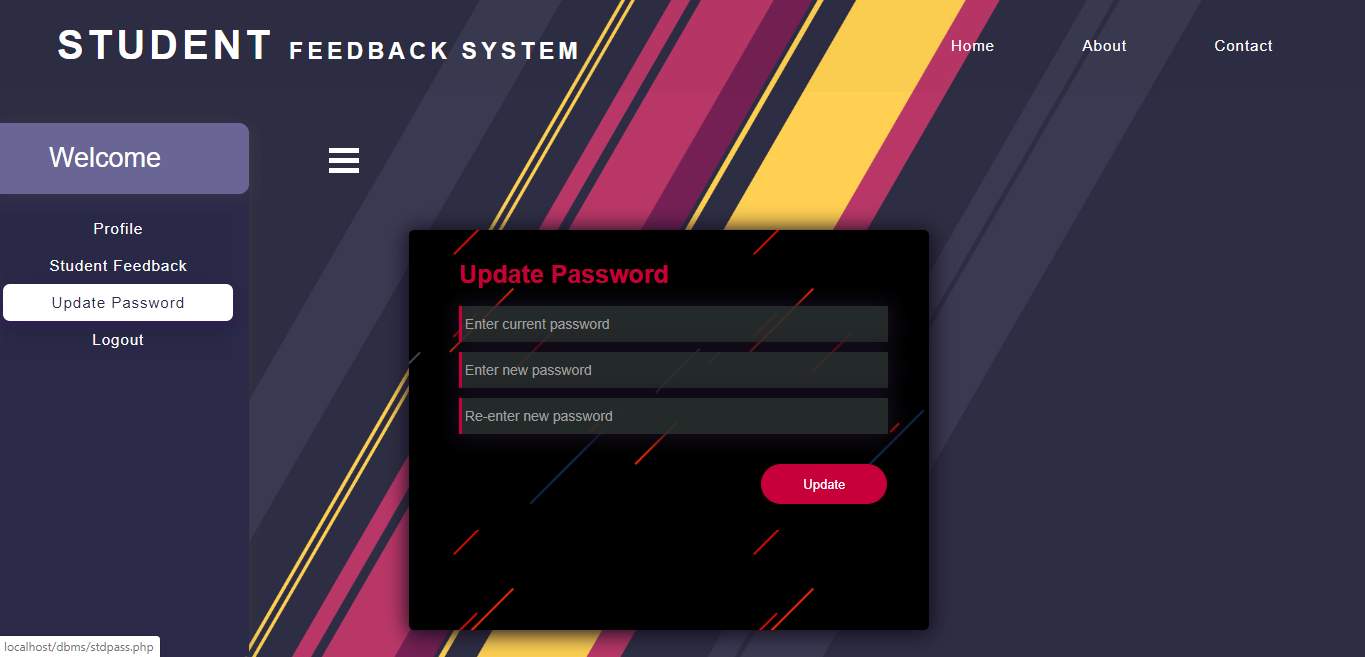 STUDENT FEEDBACK SYSTEM
Home About Contact
Welcome
Profile
Student Feedback
Update Password
Logout
Update Password
Enter current password
Enter new password
Re-enter new password
Update
localhost/dbms/stdpass.php